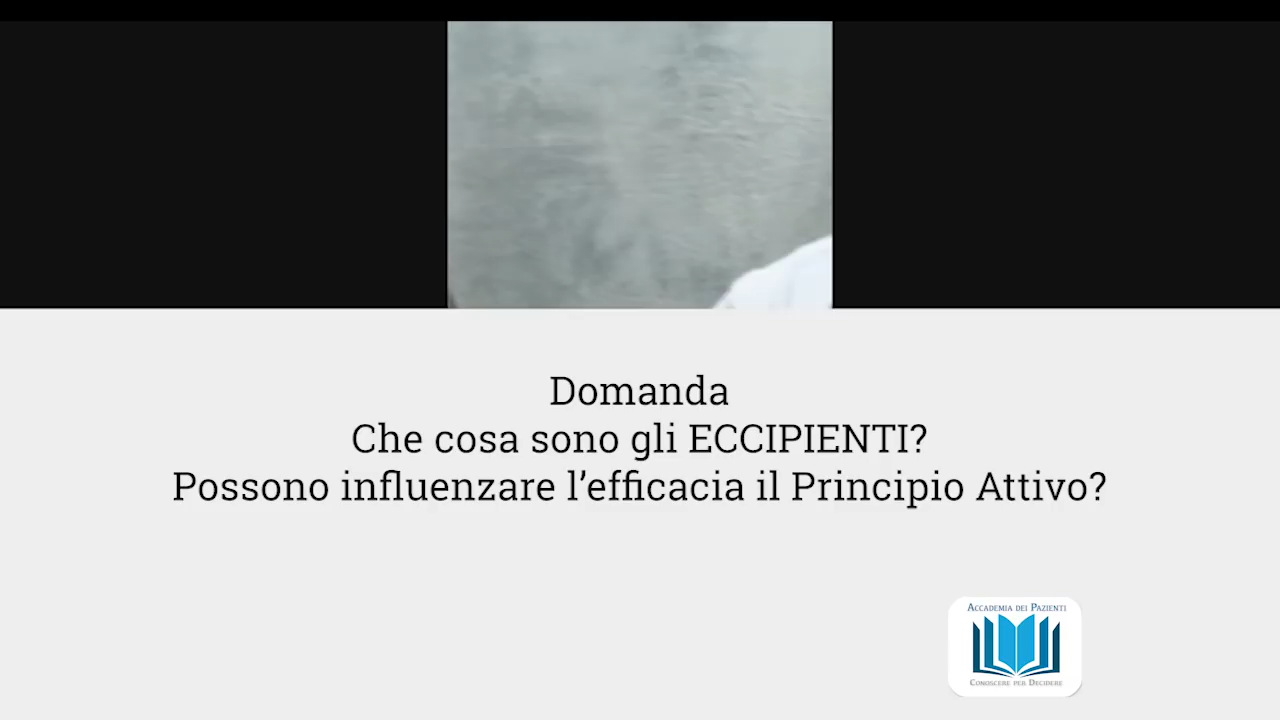 Domanda
Che cosa sono gli ECCIPIENTI?
Possono influenzare l’efficacia il Principio Attivo?
ACCADEMIA DEI PAZIENTI
CONOSCERE PER DECIDERE